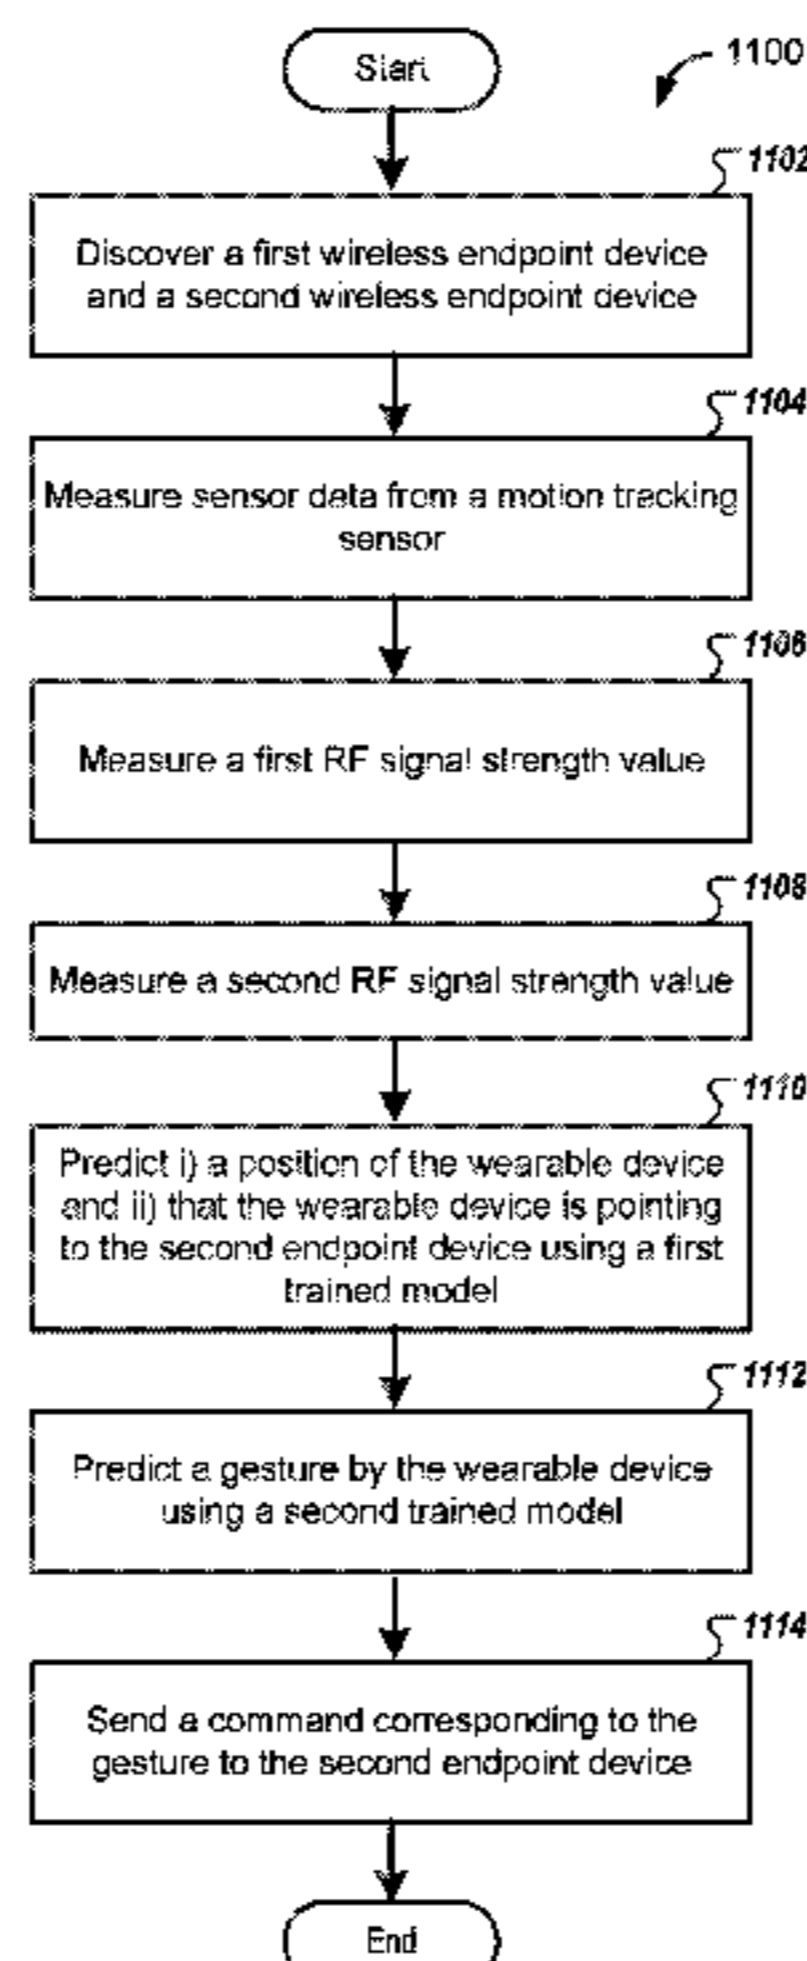 Start
1100
1102
Discover a first wireless endpoint device
and a second wireless endpoint device
1104
Measure sensor data from a motion tracking
sensor
1106
Measure a first RF signal strength value
1108
Measure a second RF signal strength value
1110
Predict i) a position of the wearable device
and ii) that the wearable device is pointing
to the second endpoint device using a first
trained model
1112
Predict a gesture by the wearable device
using a second trained model
1114
Send a command corresponding to the
gesture to the second endpoint device
End